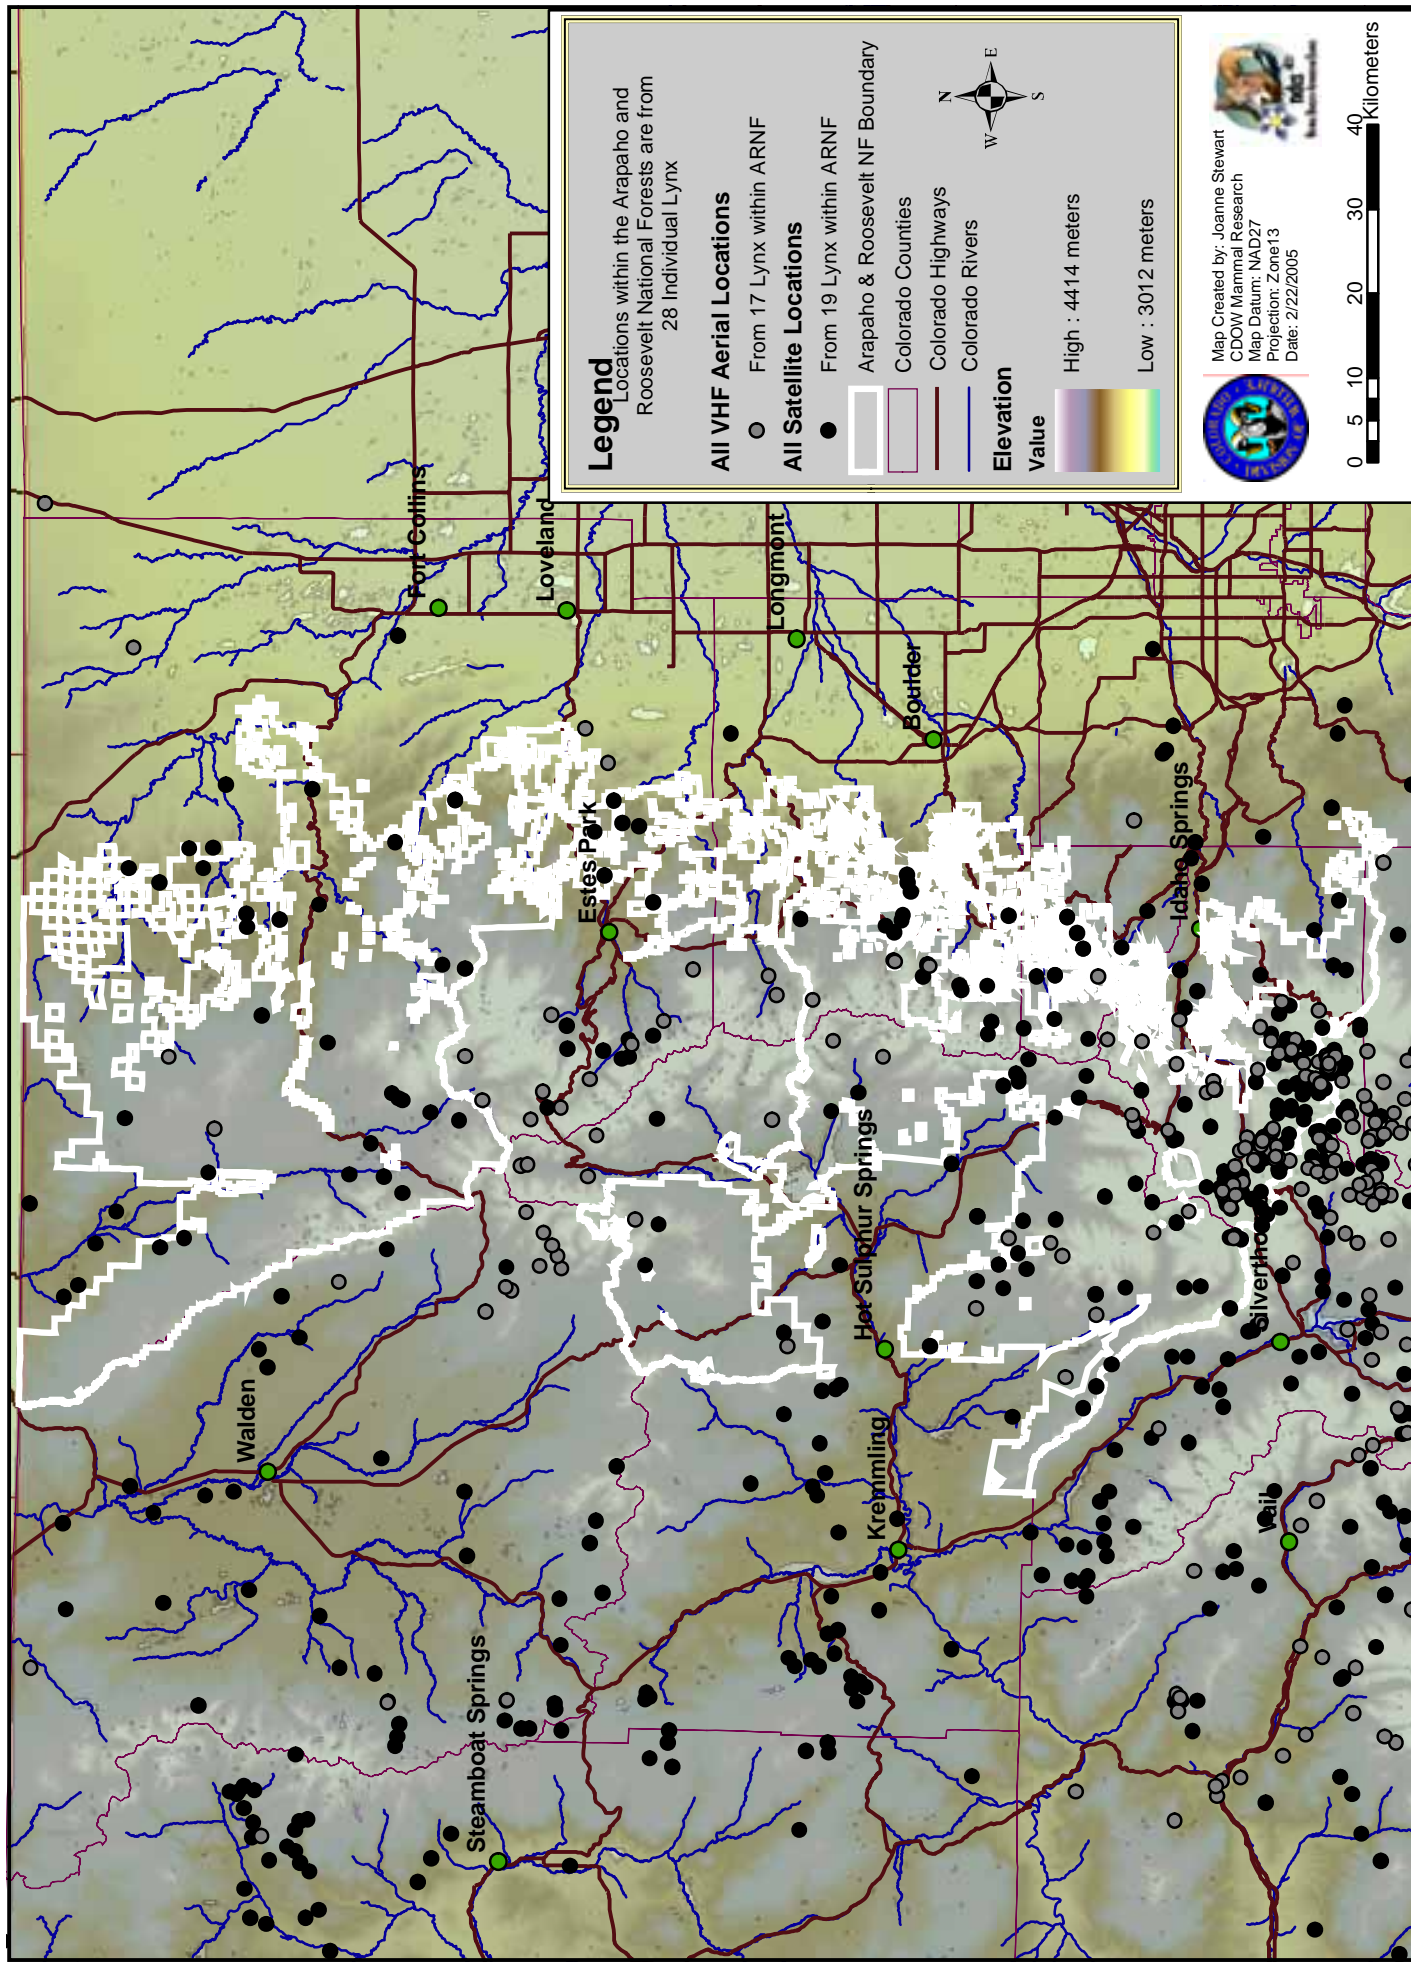 Legend
Locations within the Arapaho and
Roosevelt National Forests are from
28 Individual Lynx
All VHF Aerial Locations
From 17 Lynx within ARNF
All Satellite Locations
From 19 Lynx within ARNF
Arapaho & Roosevelt NF Boundary
Colorado Counties
Colorado Highways
Colorado Rivers
Elevation
Value
High : 4414 meters
Low : 3012 meters
N
W
E
S
Map Created by: Joanne Stewart
CDOW Mammal Research
Map Datum: NAD27
Projection: Zone13
Date: 2/22/2005
0 5 10 20 30 40
Kilometers
Walden
Steamboat Springs
Fort Collins
Loveland
Estes Park
Longmont
Boulder
Hot Sulphur Springs
Kremmling
Idaho Springs
Silvertho
Vail